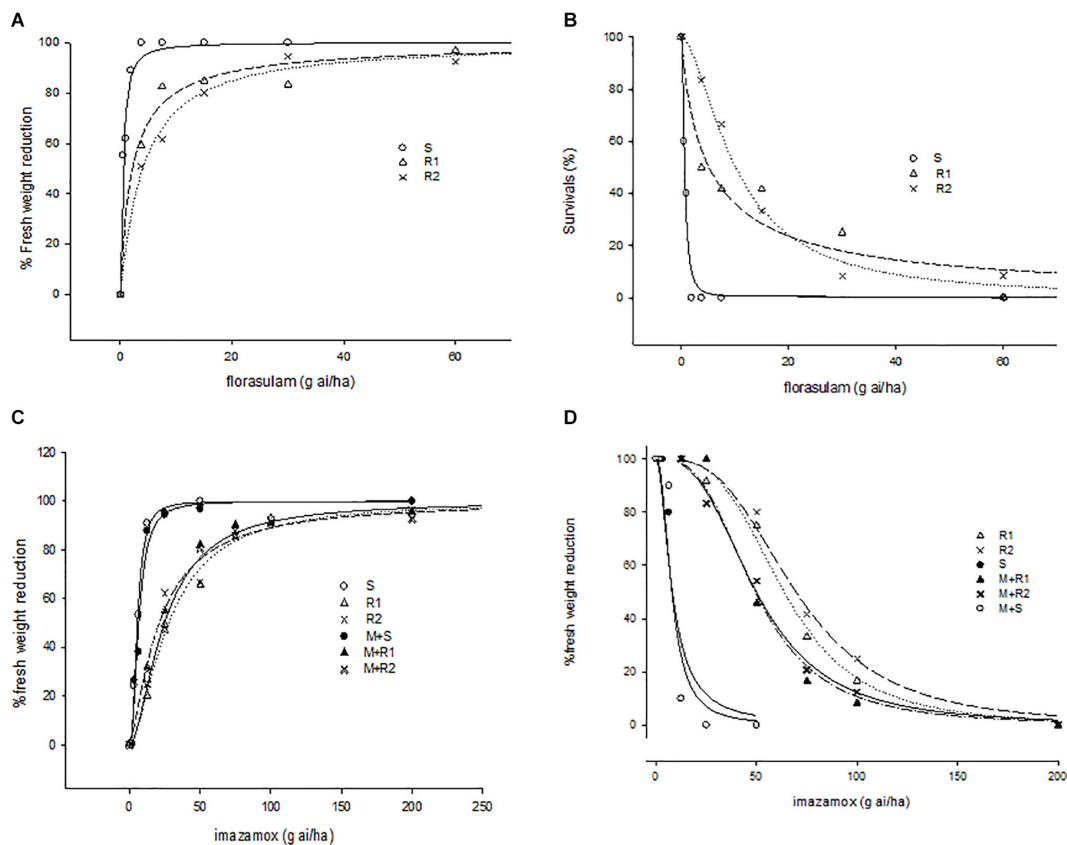 A
% Fresh weight reduction
100
80
60
40
20
0
S
R1
R2
0 20 40 60
florasulam (g ai/ha)
B
Survivals (%)
100
80
60
40
20
0
S
R1
R2
0 20 40 60
florasulam (g ai/ha)
C
%fresh weight reduction
120
100
80
60
40
20
0
S
R1
R2
M+S
M+R1
M+R2
0 50 100 150 200 250
imazamox (g ai/ha)
D
%fresh weight reduction
100
80
60
40
20
0
R1
R2
S
M+R1
M+R2
M+S
0 50 100 150 200
imazamox (g ai/ha)